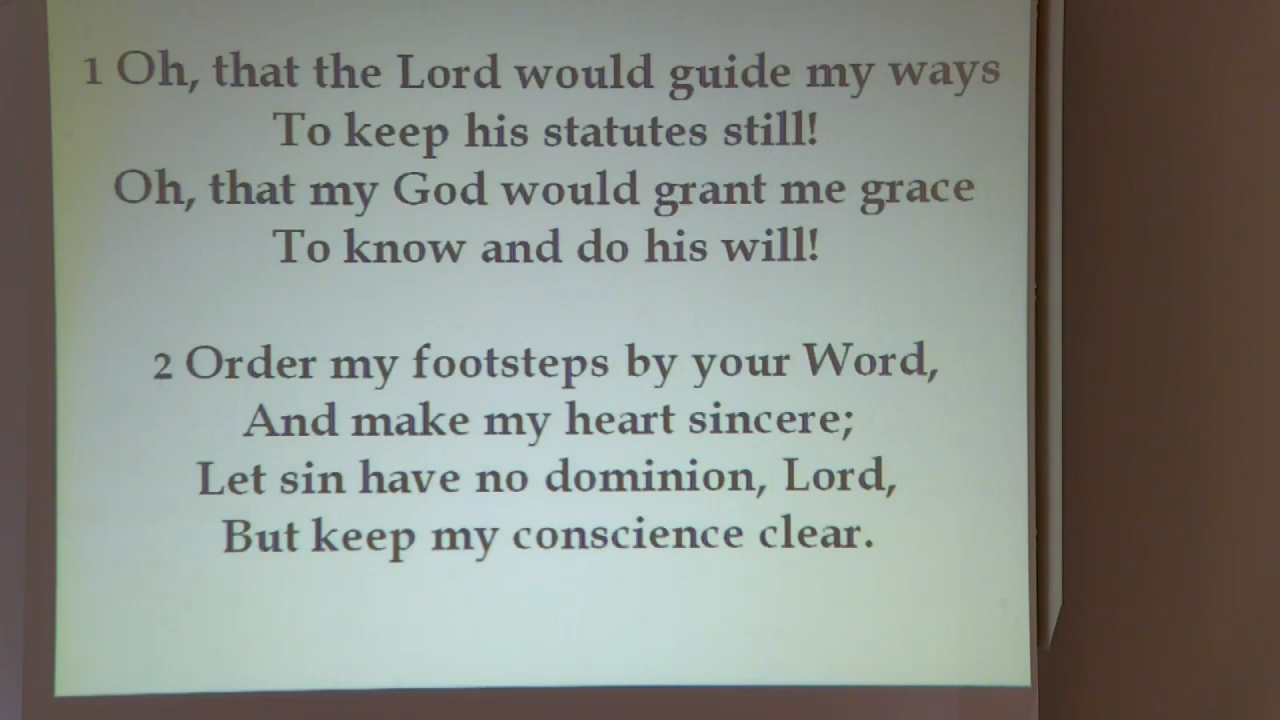 1 Oh, that the Lord would guide my ways
To keep his statutes still!
Oh, that my God would grant me grace
To know and do his will!
2 Order my footsteps by your Word,
And make my heart sincere;
Let sin have no dominion, Lord,
But keep my conscience clear.